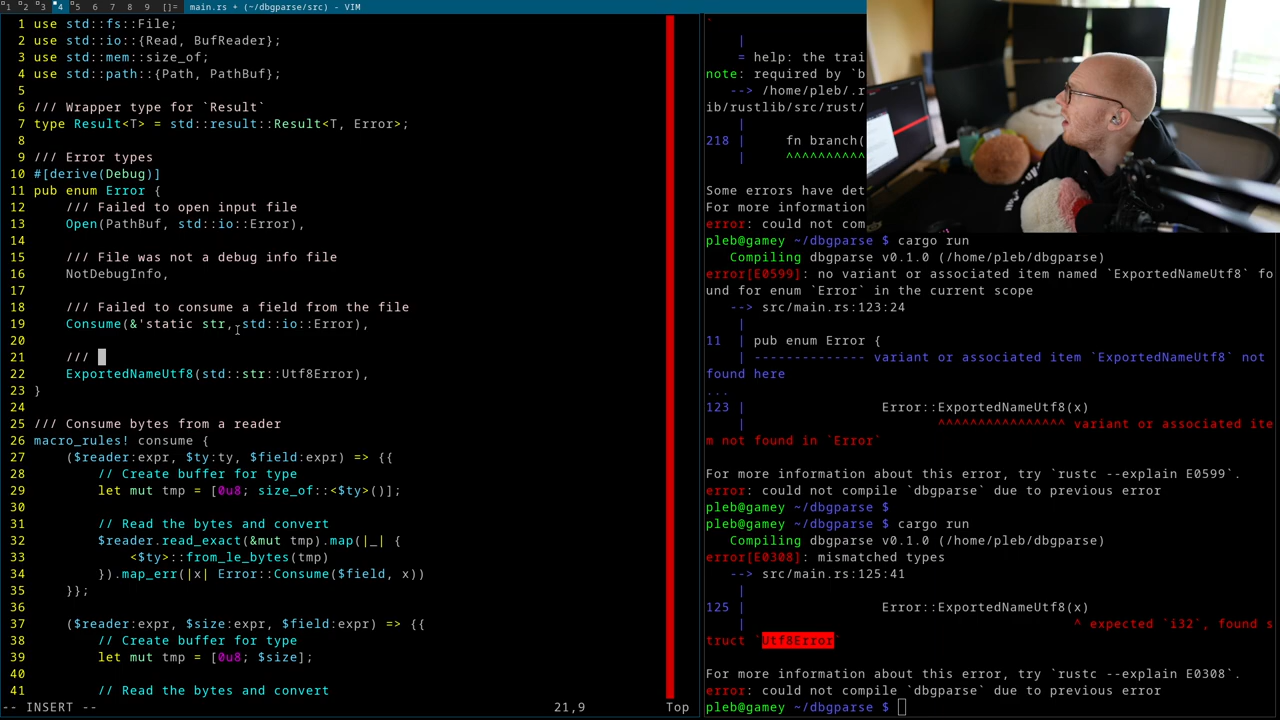 1 2 3 4 5 6 7 8 9 []= main.rs + (~/dbgparse/src) - VIM
1 use std::fs::File;
2 use std::io::{Read, BufReader};
3 use std::mem::size_of;
4 use std::path::{Path, PathBuf};
5
6 /// Wrapper type for `Result`
7 type Result<T> = std::result::Result<T, Error>;
8
9 /// Error types
10 #[derive(Debug)]
11 pub enum Error {
12     /// Failed to open input file
13     Open(PathBuf, std::io::Error),
14
15     /// File was not a debug info file
16     NotDebugInfo,
17
18     /// Failed to consume a field from the file
19     Consume(&'static str, std::io::Error),
20
21     ///
22     ExportedNameUtf8(std::str::Utf8Error),
23 }
24
25 /// Consume bytes from a reader
26 macro_rules! consume {
27     ($reader:expr, $ty:ty, $field:expr) => {{
28         // Create buffer for type
29         let mut tmp = [0u8; size_of::<$ty>()];
30
31         // Read the bytes and convert
32         $reader.read_exact(&mut tmp).map(|_| {
33             <$ty>::from_le_bytes(tmp)
34         }).map_err(|x| Error::Consume($field, x))
35     }};
36
37     ($reader:expr, $size:expr, $field:expr) => {{
38         // Create buffer for type
39         let mut tmp = [0u8; $size];
40
41         // Read the bytes and convert
-- INSERT --                    21,9          Top
`
    |
    = help: the trai
note: required by `b
   --> /home/pleb/.r
ib/rustlib/src/rust/
    |
218 |     fn branch(
    |     ^^^^^^^^^^
Some errors have det
For more information
error: could not com
pleb@gamey ~/dbgparse $ cargo run
   Compiling dbgparse v0.1.0 (/home/pleb/dbgparse)
error[E0599]: no variant or associated item named `ExportedNameUtf8` fo
und for enum `Error` in the current scope
   --> src/main.rs:123:24
    |
11  | pub enum Error {
    | -------------- variant or associated item `ExportedNameUtf8` not
found here
...
123 |                 Error::ExportedNameUtf8(x)
    |                        ^^^^^^^^^^^^^^^^ variant or associated ite
m not found in `Error`
For more information about this error, try `rustc --explain E0599`.
error: could not compile `dbgparse` due to previous error
pleb@gamey ~/dbgparse $
pleb@gamey ~/dbgparse $ cargo run
   Compiling dbgparse v0.1.0 (/home/pleb/dbgparse)
error[E0308]: mismatched types
   --> src/main.rs:125:41
    |
125 |                 Error::ExportedNameUtf8(x)
    |                                         ^ expected `i32`, found s
truct `Utf8Error`
For more information about this error, try `rustc --explain E0308`.
error: could not compile `dbgparse` due to previous error
pleb@gamey ~/dbgparse $